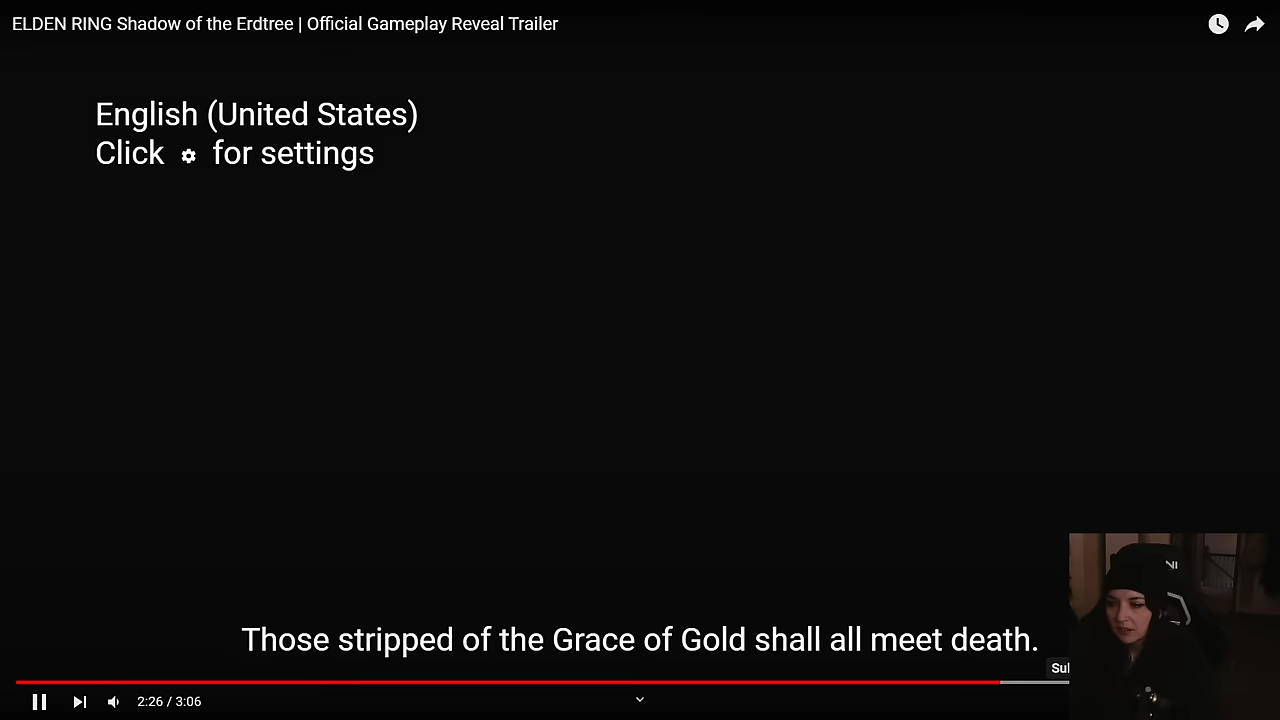 ELDEN RING Shadow of the Erdtree | Official Gameplay Reveal Trailer
English (United States)
Click for settings
Those stripped of the Grace of Gold shall all meet death.
2:26 / 3:06